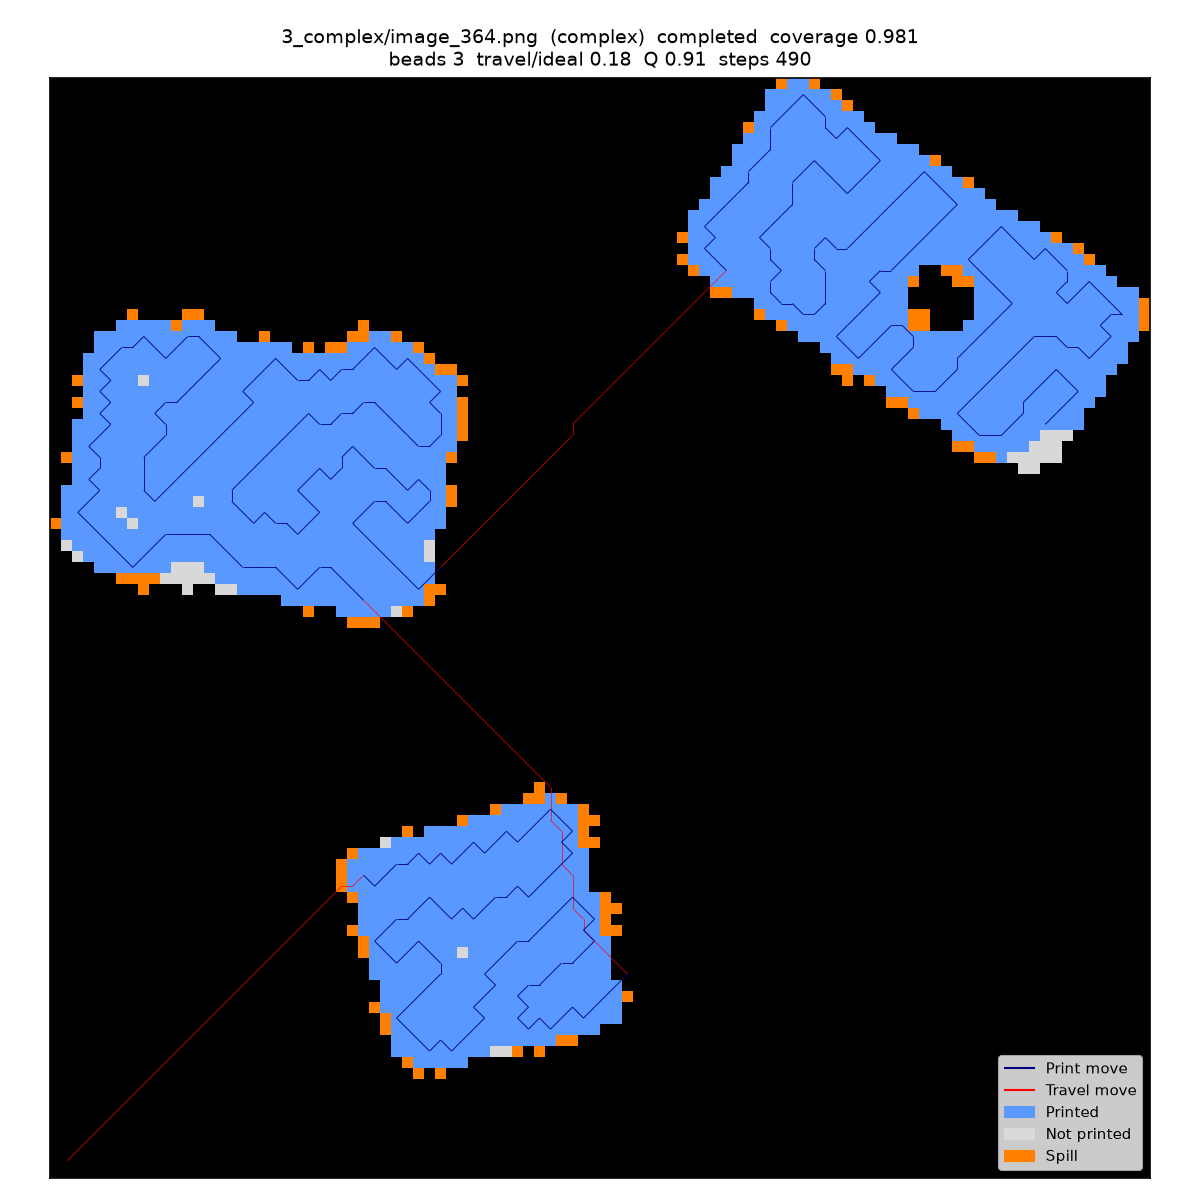 3_complex/image_364.png  (complex)  completed  coverage 0.981
beads 3  travel/ideal 0.18  Q 0.91  steps 490
Print move
Travel move
Printed
Not printed
Spill